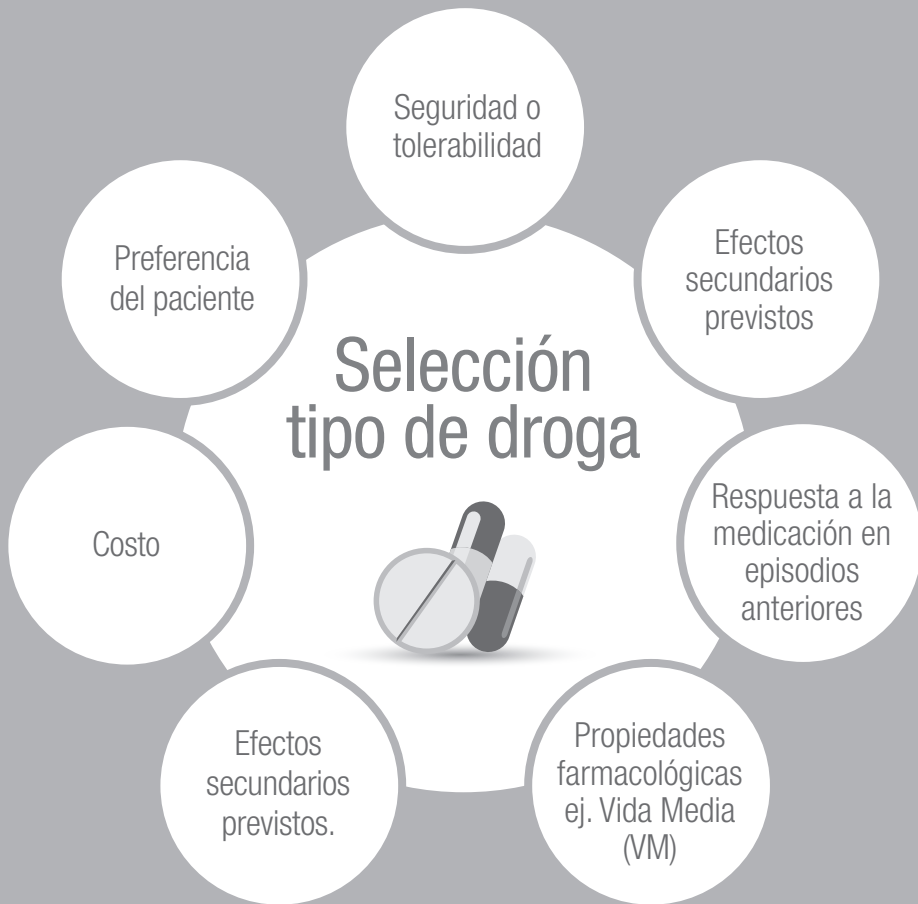 Selección
tipo de droga
Seguridad o
tolerabilidad
Efectos
secundarios
previstos
Respuesta a la
medicación en
episodios
anteriores
Propiedades
farmacológicas
ej. Vida Media
(VM)
Efectos
secundarios
previstos.
Costo
Preferencia
del paciente